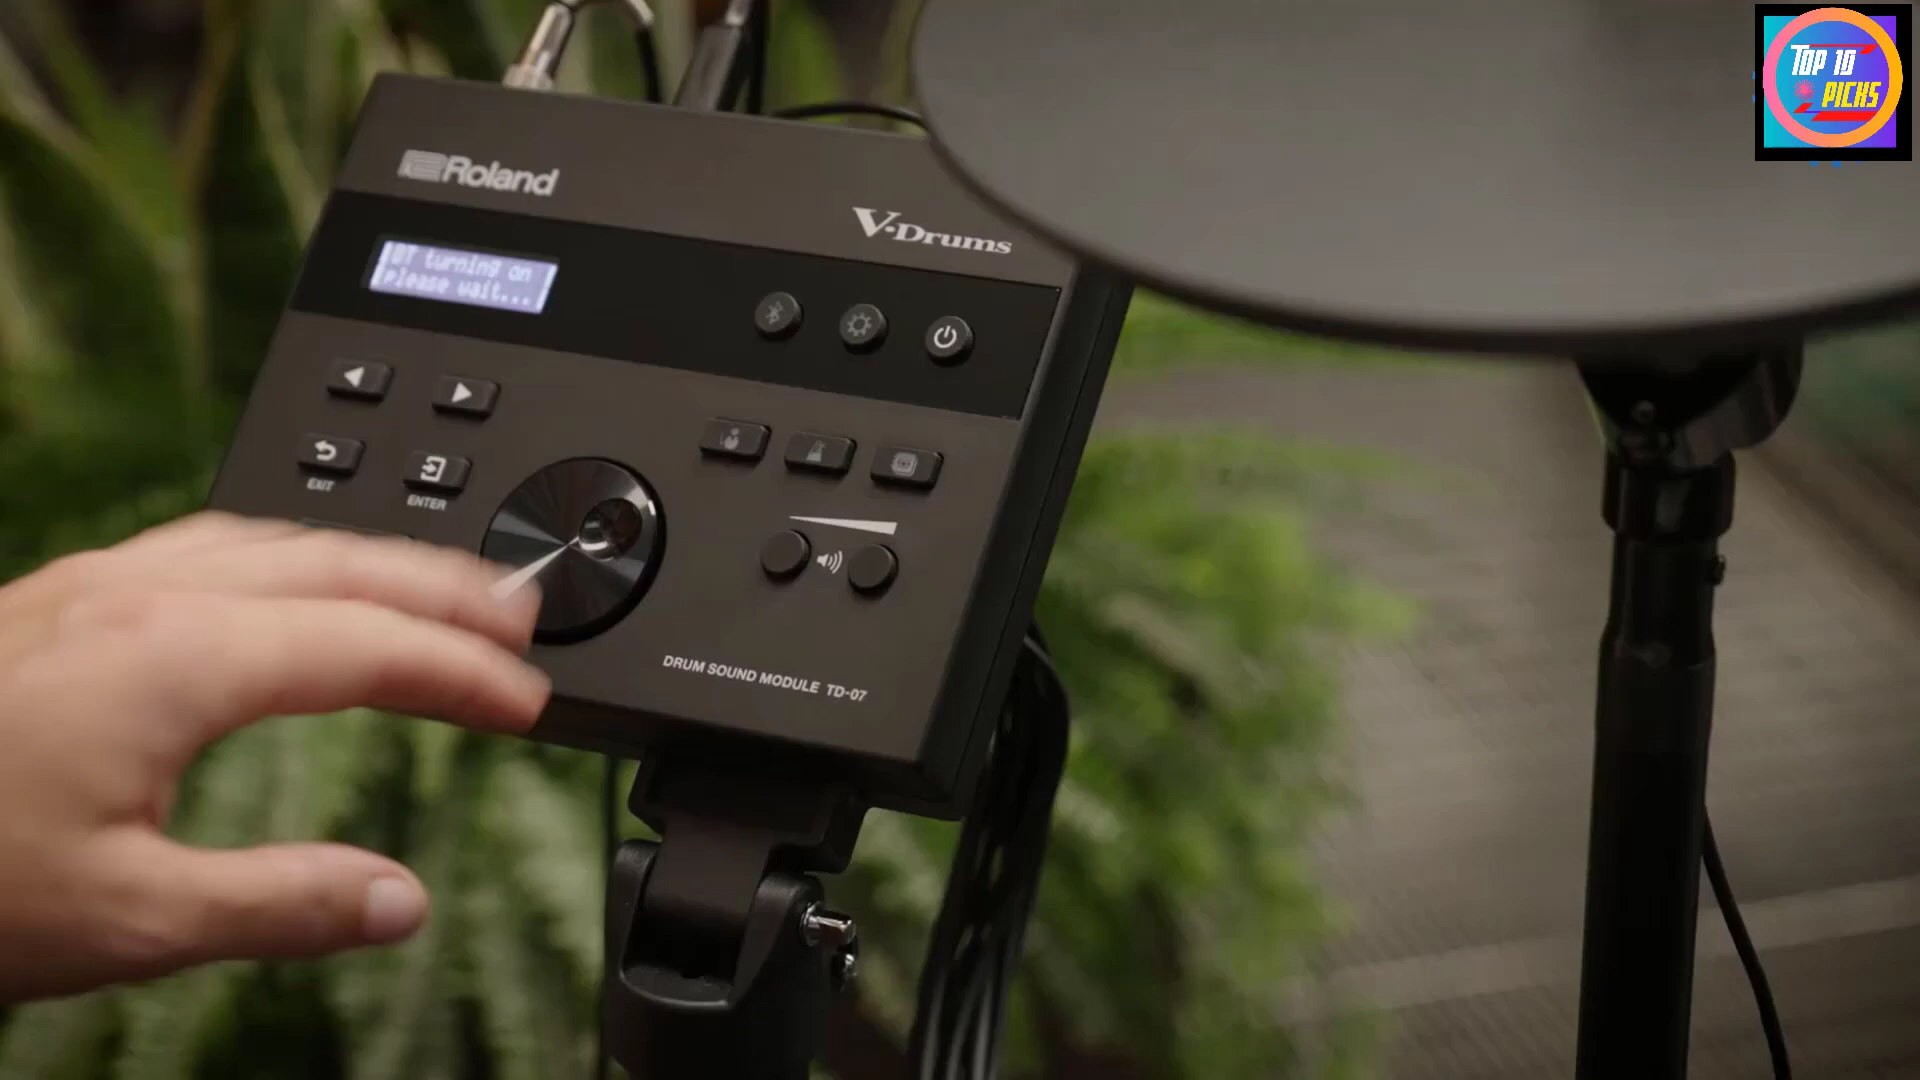 TOP 10
PICKS
Roland
V-Drums
BT turning on
please wait...
EXIT
ENTER
DRUM SOUND MODULE TD-07